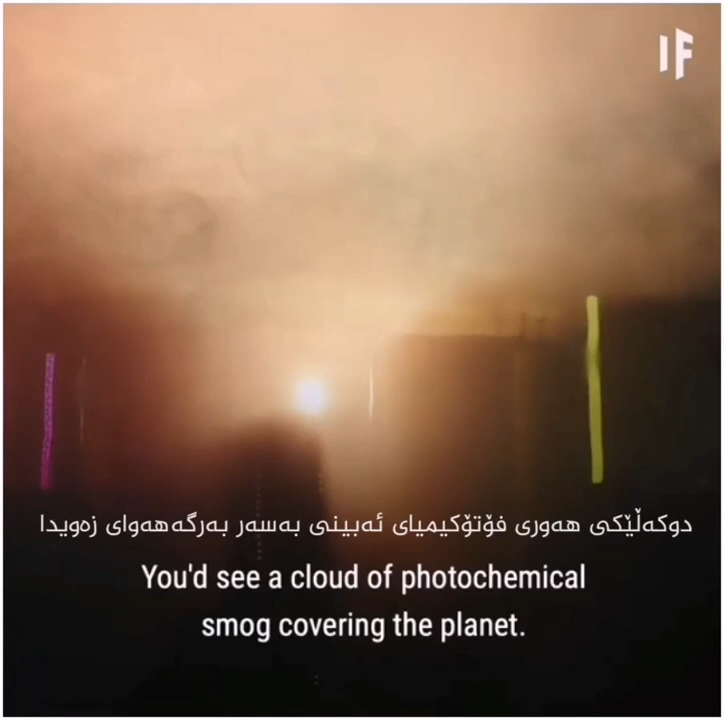 IF
دوکەڵێکی هەوری فۆتۆکیمیای ئەبینی بەسەر بەرگەهەوای زەویدا
You'd see a cloud of photochemical
smog covering the planet.